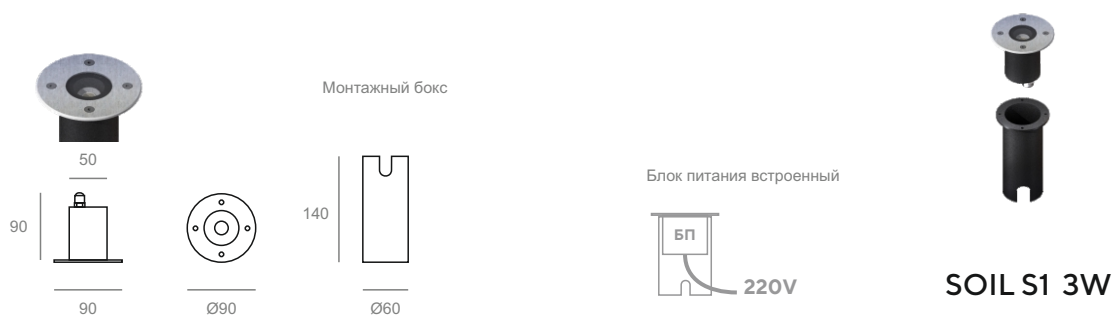 50
90
90
Ø90
Монтажный бокс
140
Ø60
Блок питания встроенный
БП
220V
SOIL S1 3W